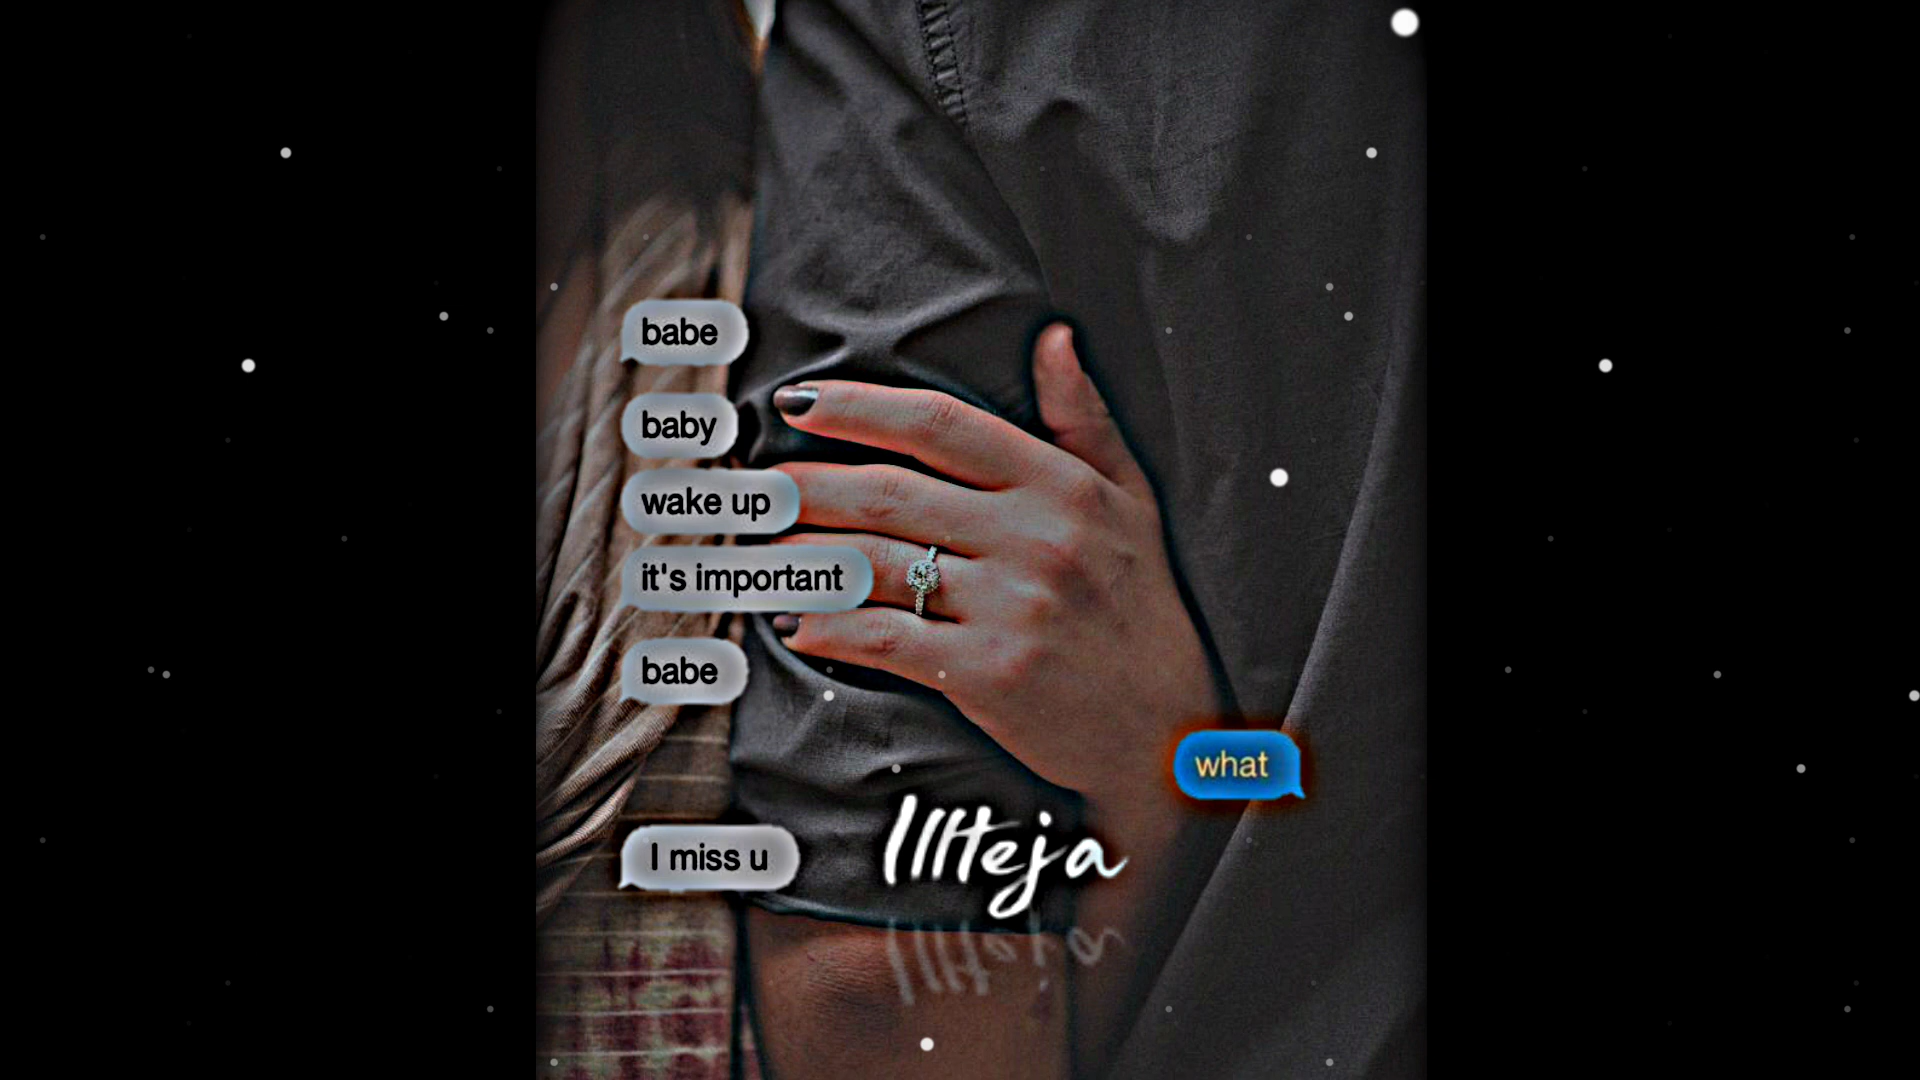 babe
baby
wake up
it's important
babe
what
I miss u
lllteja